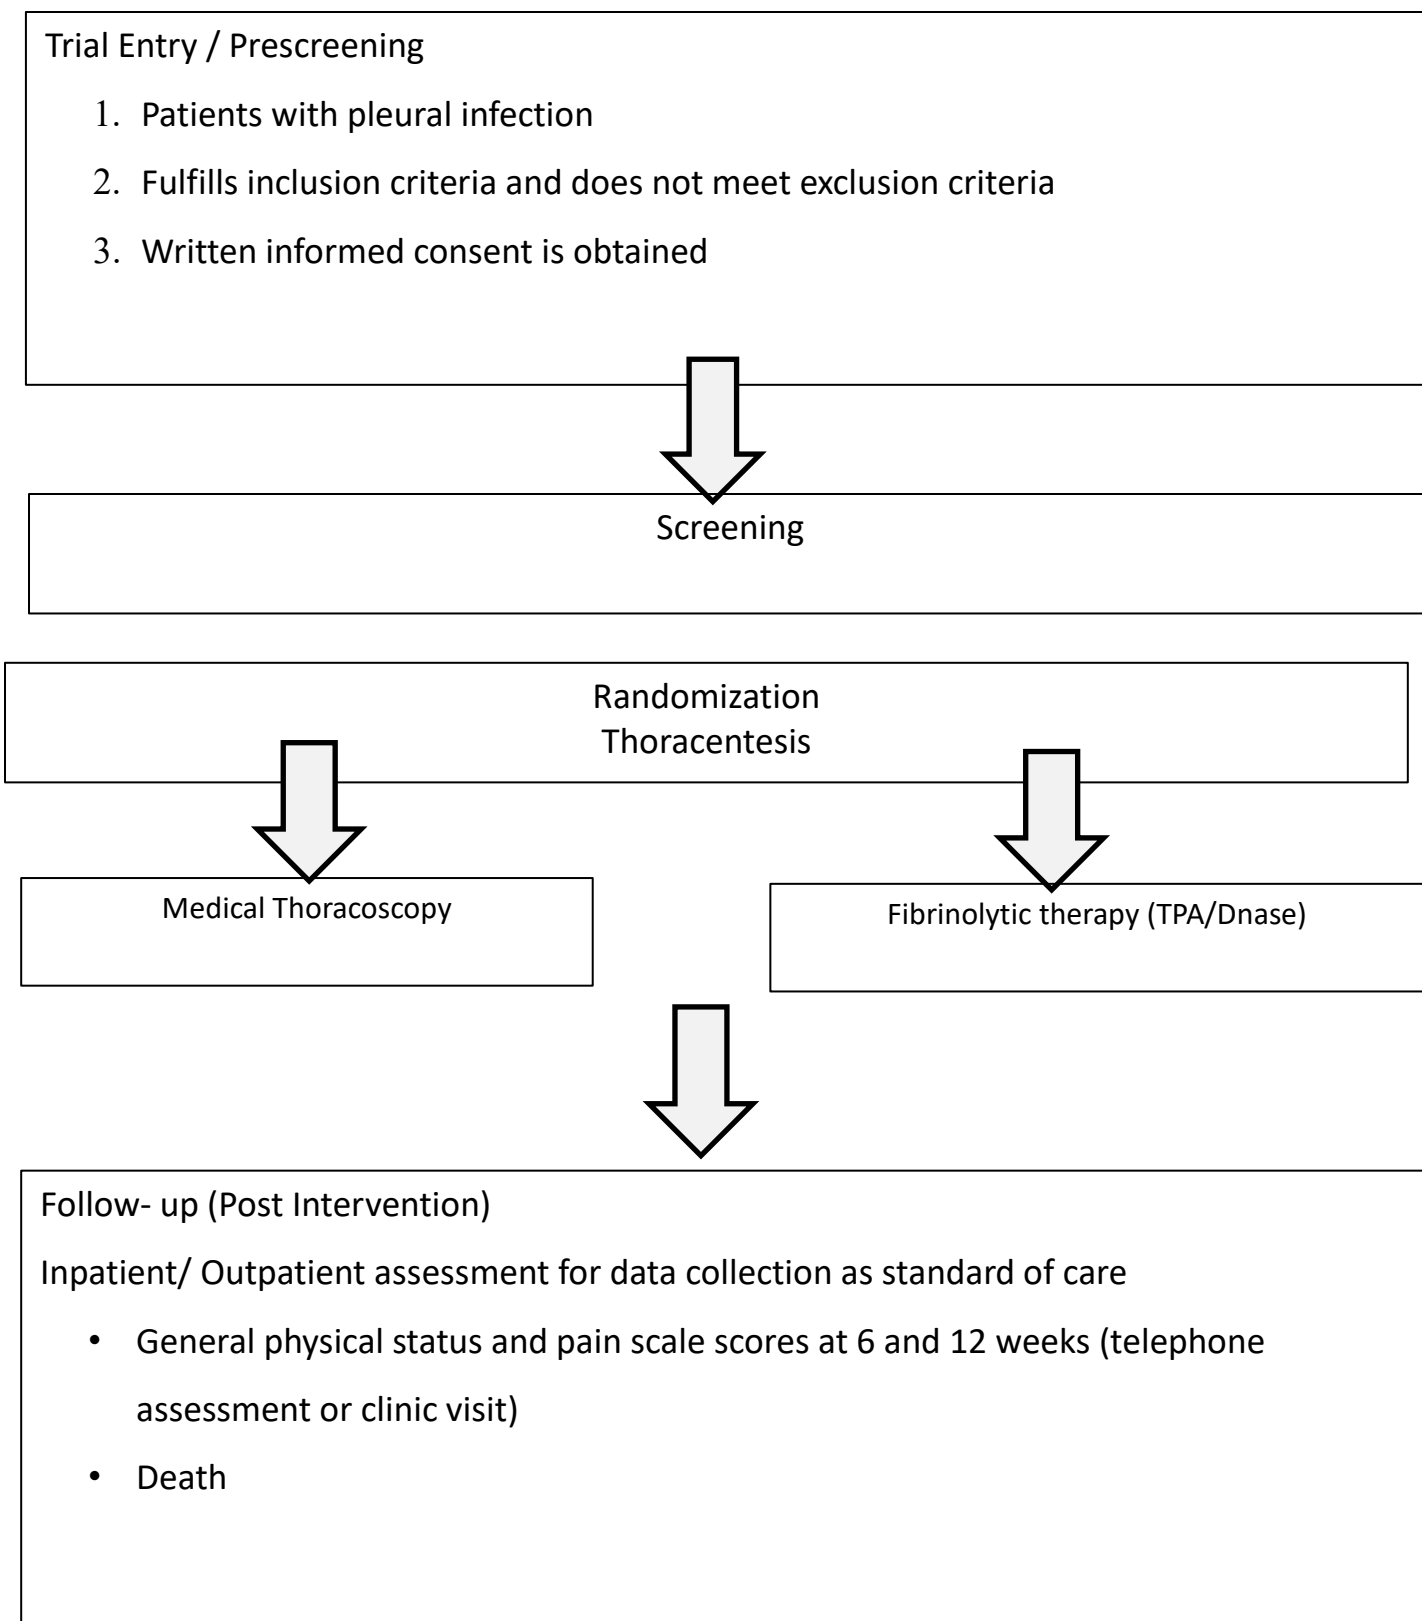 Trial Entry / Prescreening
1. Patients with pleural infection
2. Fulfills inclusion criteria and does not meet exclusion criteria
3. Written informed consent is obtained
Screening
Randomization
Thoracentesis
Medical Thoracoscopy
Fibrinolytic therapy (TPA/Dnase)
Follow- up (Post Intervention)
Inpatient/ Outpatient assessment for data collection as standard of care
• General physical status and pain scale scores at 6 and 12 weeks (telephone
assessment or clinic visit)
• Death